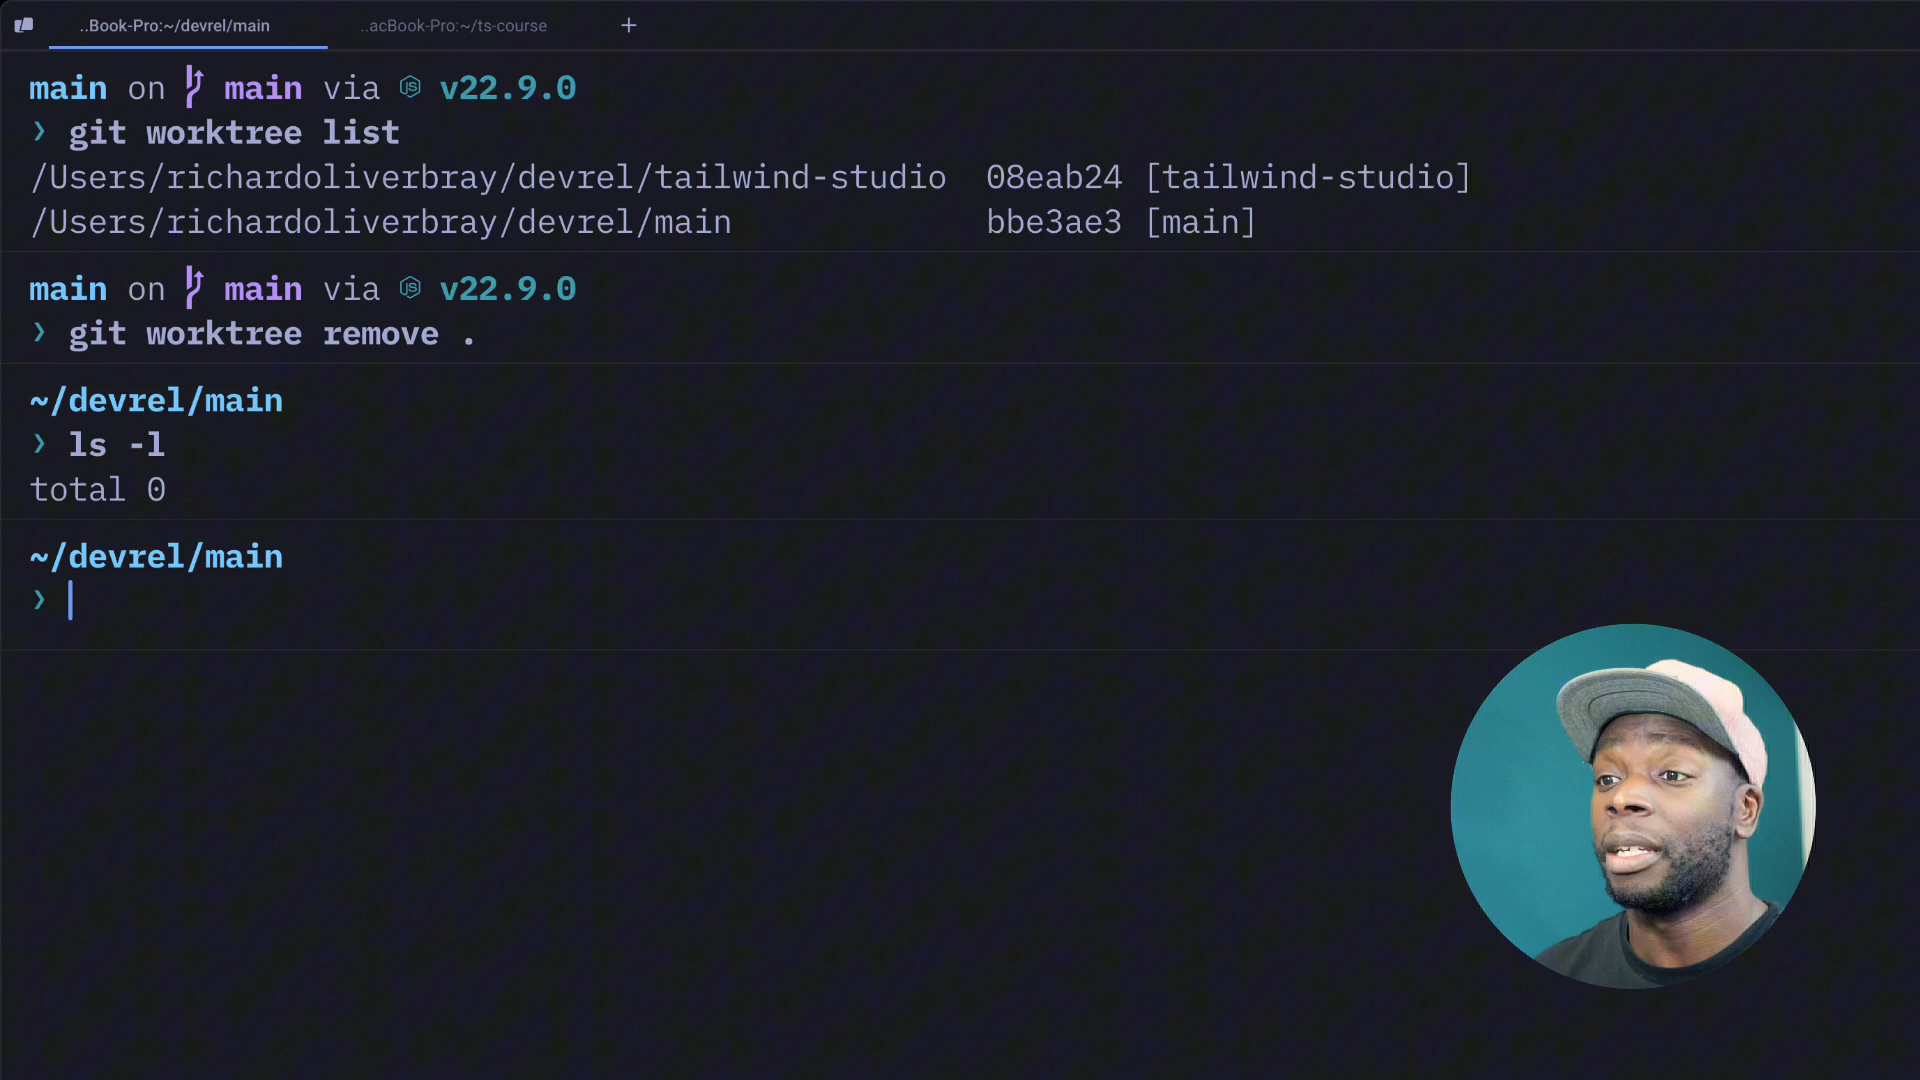 ..Book-Pro:~/devrel/main
..acBook-Pro:~/ts-course
+
main on main via v22.9.0
❯ git worktree list
/Users/richardoliverbray/devrel/tailwind-studio 08eab24 [tailwind-studio]
/Users/richardoliverbray/devrel/main bbe3ae3 [main]
main on main via v22.9.0
❯ git worktree remove .
~/devrel/main
❯ ls -l
total 0
~/devrel/main
❯